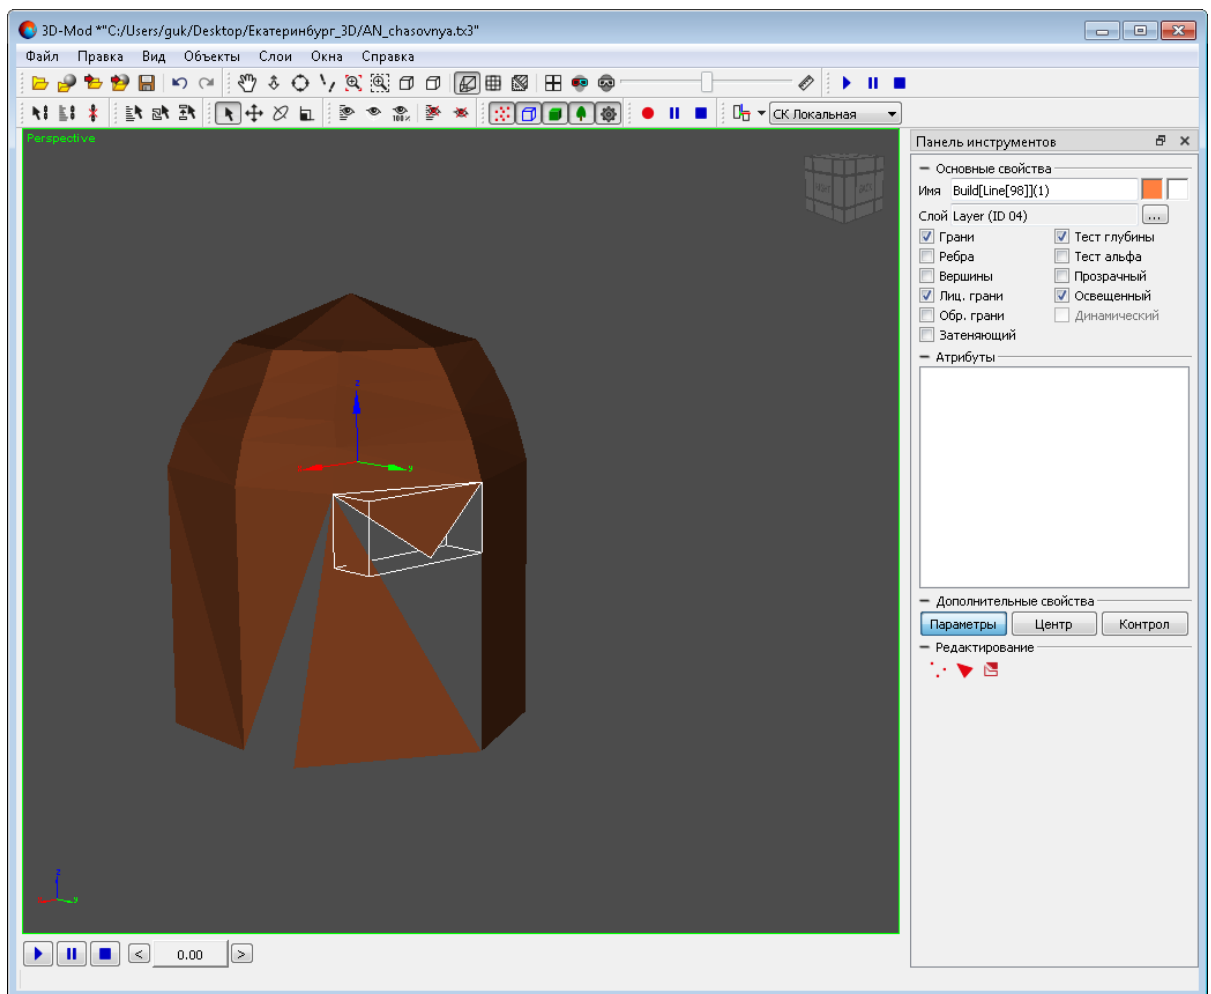 3D-Mod *"C:/Users/guk/Desktop/Екатеринбург_3D/AN_chasovnya.tx3"
Файл Правка Вид Объекты Слои Окна Справка
100%
СК Локальная
Perspective
Панель инструментов
Основные свойства
Имя Build[Line[98]](1)
Слой Layer (ID 04) ...
Грани Тест глубины
Ребра Тест альфа
Вершины Прозрачный
Лиц. грани Освещенный
Обр. грани Динамический
Затеняющий
Атрибуты
z
y
Дополнительные свойства
Параметры Центр Контрол
Редактирование
z
y
< 0.00 >